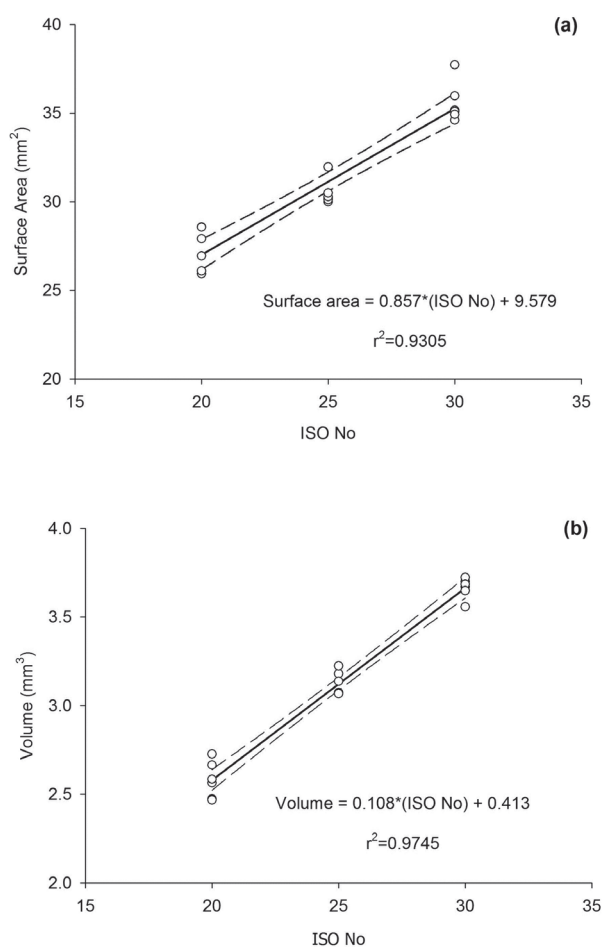 (a)
40
35
30
25
20
Surface Area (mm²)
Surface area = 0.857*(ISO No) + 9.579
r²=0.9305
15 20 25 30 35
ISO No
(b)
4.0
3.5
3.0
2.5
2.0
Volume (mm³)
Volume = 0.108*(ISO No) + 0.413
r²=0.9745
15 20 25 30 35
ISO No